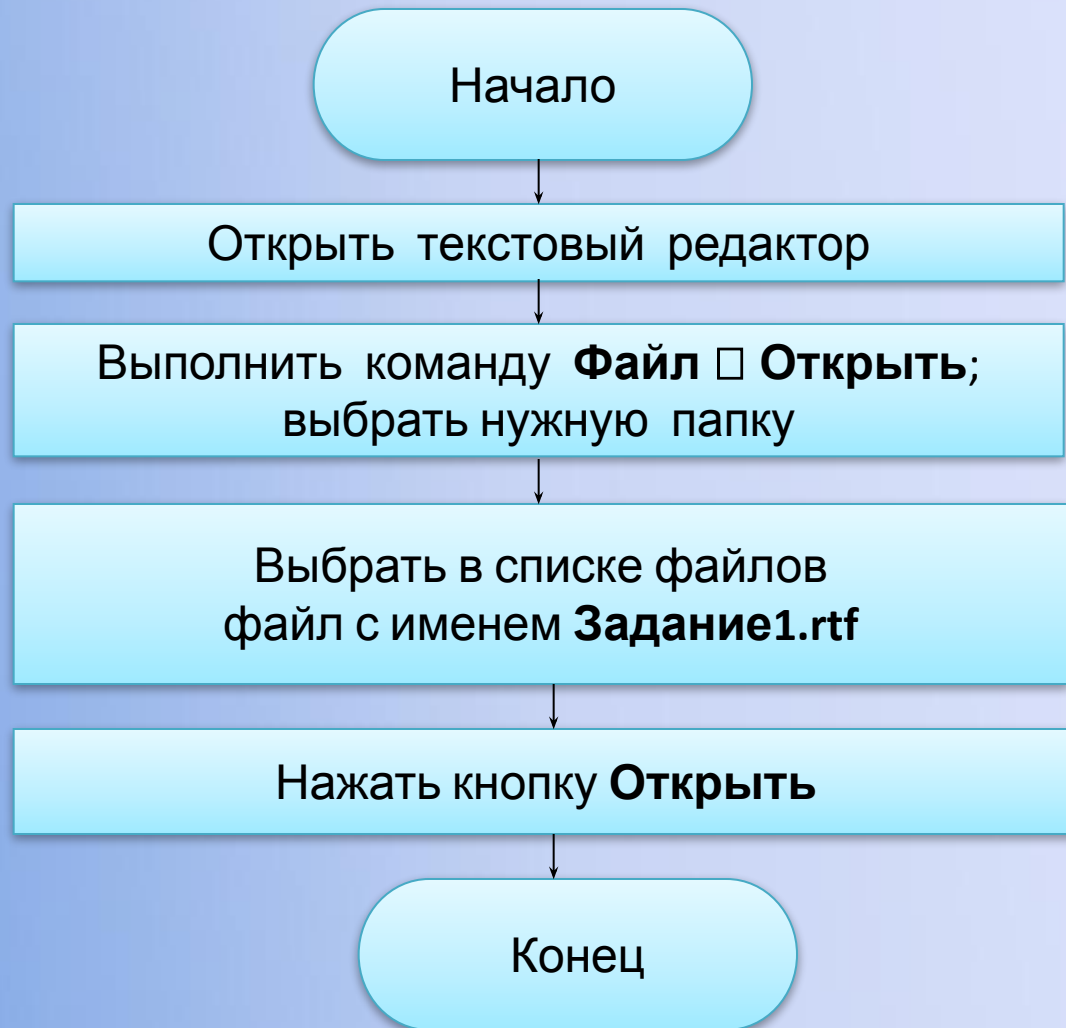 Начало
Открыть текстовый редактор
Выполнить команду Файл □ Открыть;
выбрать нужную папку
Выбрать в списке файлов
файл с именем Задание1.rtf
Нажать кнопку Открыть
Конец